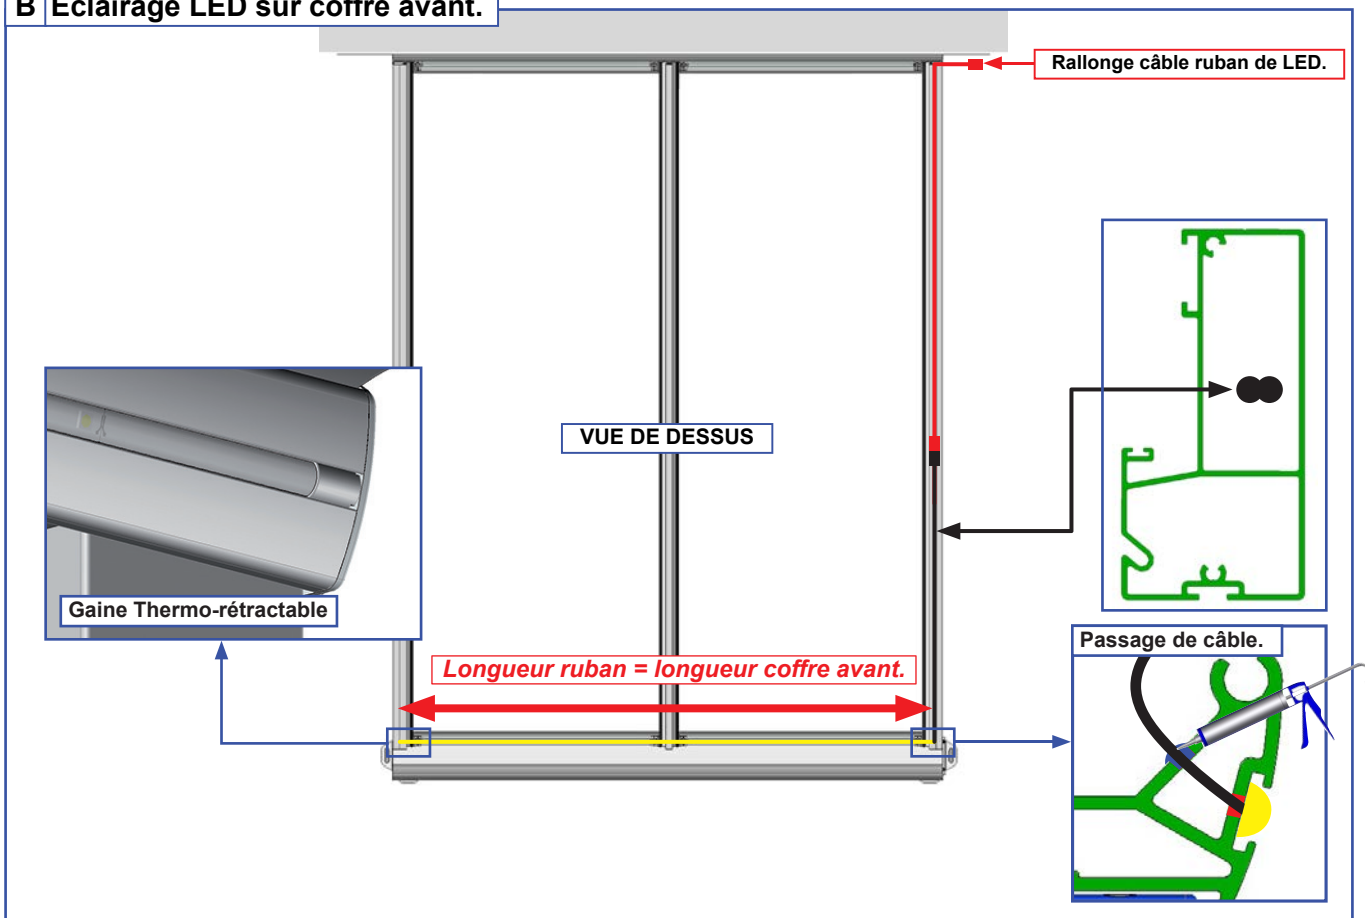 B Eclairage LED sur coffre avant.
Rallonge câble ruban de LED.
VUE DE DESSUS
Gaine Thermo-rétractable
Passage de câble.
Longueur ruban = longueur coffre avant.